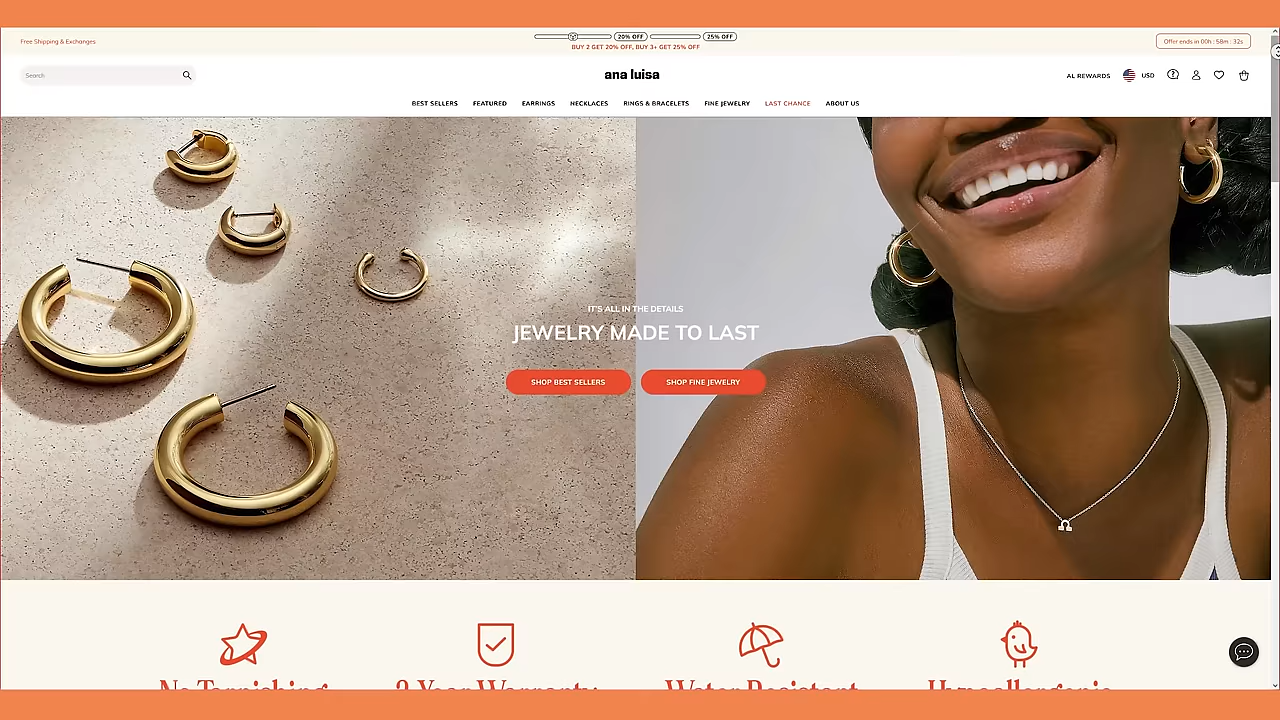 Free Shipping & Exchanges
20% OFF
25% OFF
BUY 2 GET 20% OFF, BUY 3+ GET 25% OFF
Offer ends in 00h : 58m : 32s
Search
ana luisa
AL REWARDS
USD
BEST SELLERS FEATURED EARRINGS NECKLACES RINGS & BRACELETS FINE JEWELRY LAST CHANCE ABOUT US
IT'S ALL IN THE DETAILS
JEWELRY MADE TO LAST
SHOP BEST SELLERS SHOP FINE JEWELRY
No Tarnishing 2 Year Warranty Water Resistant Hypoallergenic